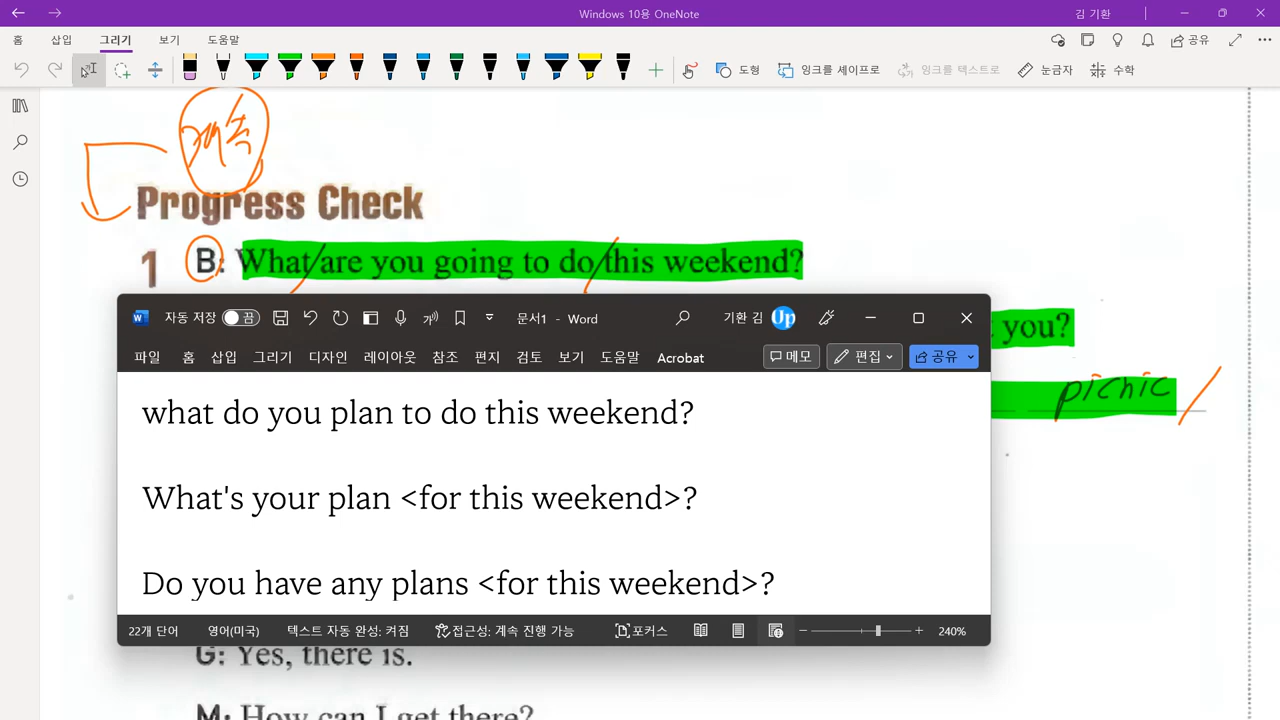 Windows 10용 OneNote
김 기환
홈 삽입 그리기 보기 도움말
공유
도형 잉크를 셰이프로 잉크를 텍스트로 눈금자 수학
계속
Progress Check
1 B: What are you going to do this weekend?
t you?
picnic
자동 저장 끔 가)) 문서1 - Word 기환 김 Up
파일 홈 삽입 그리기 디자인 레이아웃 참조 편지 검토 보기 도움말 Acrobat 메모 편집 공유
what do you plan to do this weekend?
What's your plan <for this weekend>?
Do you have any plans <for this weekend>?
22개 단어 영어(미국) 텍스트 자동 완성: 켜짐 접근성: 계속 진행 가능 포커스 240%
G: Yes, there is.
M: How can I get there?